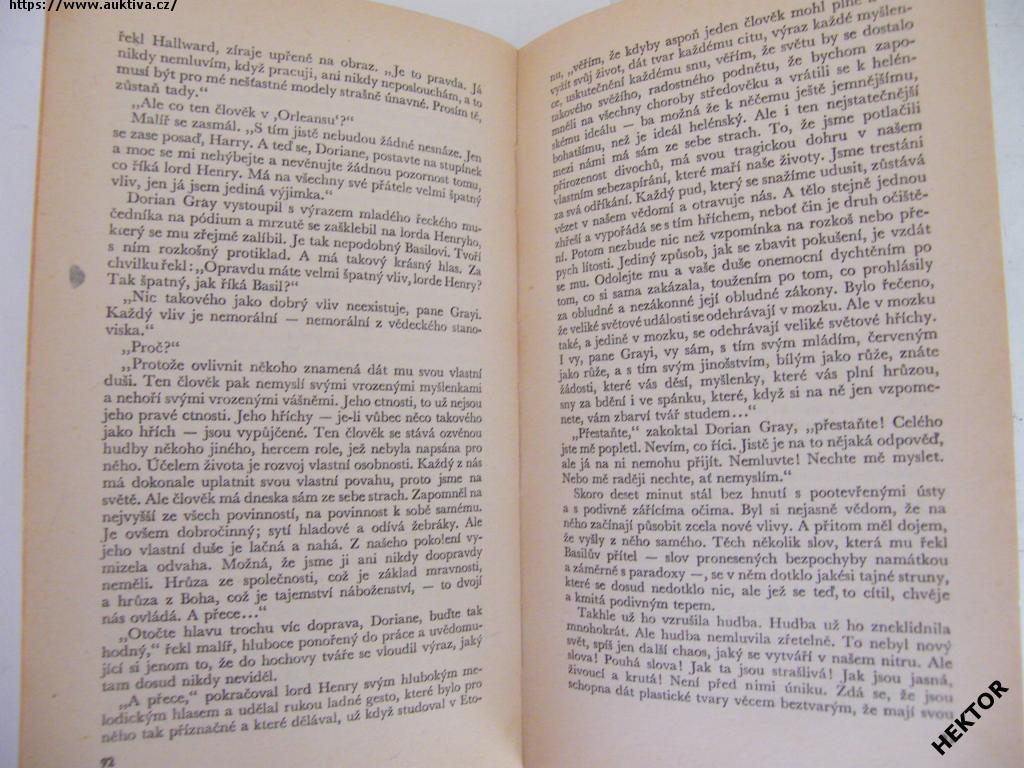 https://www.auktiva.cz/
řekl Hallward, zíraje upřeně na obraz. „Je to pravda. Já
nikdy nemluvím, když pracuji, ani nikdy neposlouchám, a to
musí být pro mé nešťastné modely strašně únavné. Prosím tě,
zůstaň tady.“
„Ale co ten člověk v ‚Orleansu‘?“
Malíř se zasmál. „S tím jistě nebudou žádné nesnáze. Jen
se zase posaď, Harry. A teď se, Doriane, postavte na stupínek
a moc se mi nehýbejte a nevěnujte žádnou pozornost tomu,
co říká lord Henry. Má na všechny své přátele velmi špatný
vliv, jen já jsem jediná výjimka.“
Dorian Gray vystoupil s výrazem mladého řeckého mu-
čedníka na pódium a mrzutě se zašklebil na lorda Henryho,
který se mu zřejmě zalíbil. Je tak nepodobný Basilovi. Tvoří
s ním rozkošný protiklad. A má takový krásný hlas. Za
chvilku řekl: „Opravdu máte velmi špatný vliv, lorde Henry?
Tak špatný, jak říká Basil?“
„Nic takového jako dobrý vliv neexistuje, pane Grayi.
Každý vliv je nemorální — nemorální z vědeckého stano-
viska.“
„Proč?“
„Protože ovlivnit někoho znamená dát mu svou vlastní
duši. Ten člověk pak nemyslí svými vrozenými myšlenkami
a nehoří svými vrozenými vášněmi. Jeho ctnosti, to už nejsou
jeho pravé ctnosti. Jeho hříchy — je-li vůbec něco takového
jako hřích — jsou vypůjčené. Ten člověk se stává ozvěnou
hudby někoho jiného, hercem role, jež nebyla napsána pro
něho. Účelem života je rozvoj vlastní osobnosti. Každý z nás
má dokonale uplatnit svou povahu, proto jsme na
světě. Ale člověk má dneska sám ze sebe strach. Zapomněl na
nejvyšší ze všech povinností, na povinnost k sobě samému.
Je ovšem dobročinný; sytí hladové a odívá žebráky. Ale
jeho vlastní duše je lačná a nahá. Z našeho pokolení vy-
mizela odvaha. Možná, že jsme ji ani nikdy doopravdy
neměli. Hrůza ze společnosti, což je základ mravnosti,
a hrůza z Boha, což je tajemství náboženství, — to dvojí
nás ovládá. A přece...“
„Otočte hlavu trochu víc doprava, Doriane, buďte tak
hodný,“ řekl malíř, hluboce ponořený do práce a uvědomu-
jící si jenom to, že do hochovy tváře se vloudil výraz, jaký
tam dosud nikdy neviděl.
„A přece,“ pokračoval lord Henry svým hlubokým me-
lodickým hlasem a udělal rukou ladné gesto, které bylo pro
něho tak příznačné a které dělával, už když studoval v Eto-
92
nu, „věřím, že kdyby aspoň jeden člověk mohl plně a
vyžít svůj život, dát tvar každému citu, výraz každé myšlen-
ce, uskutečnění každému snu, věřím, že světu by se dostalo
takového svěžího, radostného podnětu, že bychom zapo-
mněli na všechny choroby středověku a vrátili se k helén-
skému ideálu — ba možná že k něčemu ještě jemnějšímu,
bohatšímu, než je ideál helénský. Ale i ten nejstatečnější
mezi námi má sám ze sebe strach. To, že jsme potlačili
přirozenost divochů, má svou tragickou dohru v našem
vlastním sebezapírání, které maří naše životy. Jsme trestáni
za svá odříkání. Každý pud, který se snažíme udusit, zůstává
vězet v našem vědomí a otravuje nás. A tělo stejně jednou
zhřeší a vypořádá se s tím hříchem, neboť čin je druh očiště-
ní. Potom nezbude nic než vzpomínka na rozkoš nebo pře-
pych lítosti. Jediný způsob, jak se zbavit pokušení, je vzdát
se mu. Odolejte mu a vaše duše onemocní dychtěním po
tom, co si sama zakázala, toužením po tom, co prohlásily
za obludné a nezákonné její obludné zákony. Bylo řečeno,
že veliké světové události se odehrávají v mozku. Ale v mozku
také, a jedině v mozku, se odehrávají veliké světové hříchy.
I vy, pane Grayi, vy sám, s tím svým mládím, červeným
jako růže, a s tím svým jinošstvím, bílým jako růže, znáte
žádosti, které vás děsí, myšlenky, které vás plní hrůzou,
sny za bdění i ve spánku, které, když si na ně jen vzpome-
nete, vám zbarví tvář studem...“
„Přestaňte,“ zakoktal Dorian Gray, „přestaňte! Celého
jste mě popletl. Nevím, co říci. Jistě je na to nějaká odpověď,
ale já na ni nemohu přijít. Nemluvte! Nechte mě myslet.
Nebo mě raději nechte, ať nemyslím.“
Skoro deset minut stál bez hnutí s pootevřenými ústy
a s podivně zářícíma očima. Byl si nejasně vědom, že na
něho začínají působit zcela nové vlivy. A přitom měl dojem,
že vyšly z něho samého. Těch několik slov, která mu řekl
Basilův přítel — slov pronesených bezpochyby namátkou
a záměrně s paradoxy —, se v něm dotklo jakési tajné struny,
které se dosud nedotklo nic, ale jež se teď, to cítil, chvěje
a kmitá podivným tepem.
Takhle už ho vzrušila hudba. Hudba už ho zneklidnila
mnohokrát. Ale hudba nemluvila zřetelně. To nebyl nový
svět, spíš jen další chaos, jaký se vytváří v našem nitru. Ale
slova! Pouhá slova! Jak ta jsou strašlivá! Jak jsou jasná,
živoucí a krutá! Není před nimi úniku. Zdá se, že jsou
schopna dát plastické tvary věcem beztvarým, že mají svou
HEKTOR